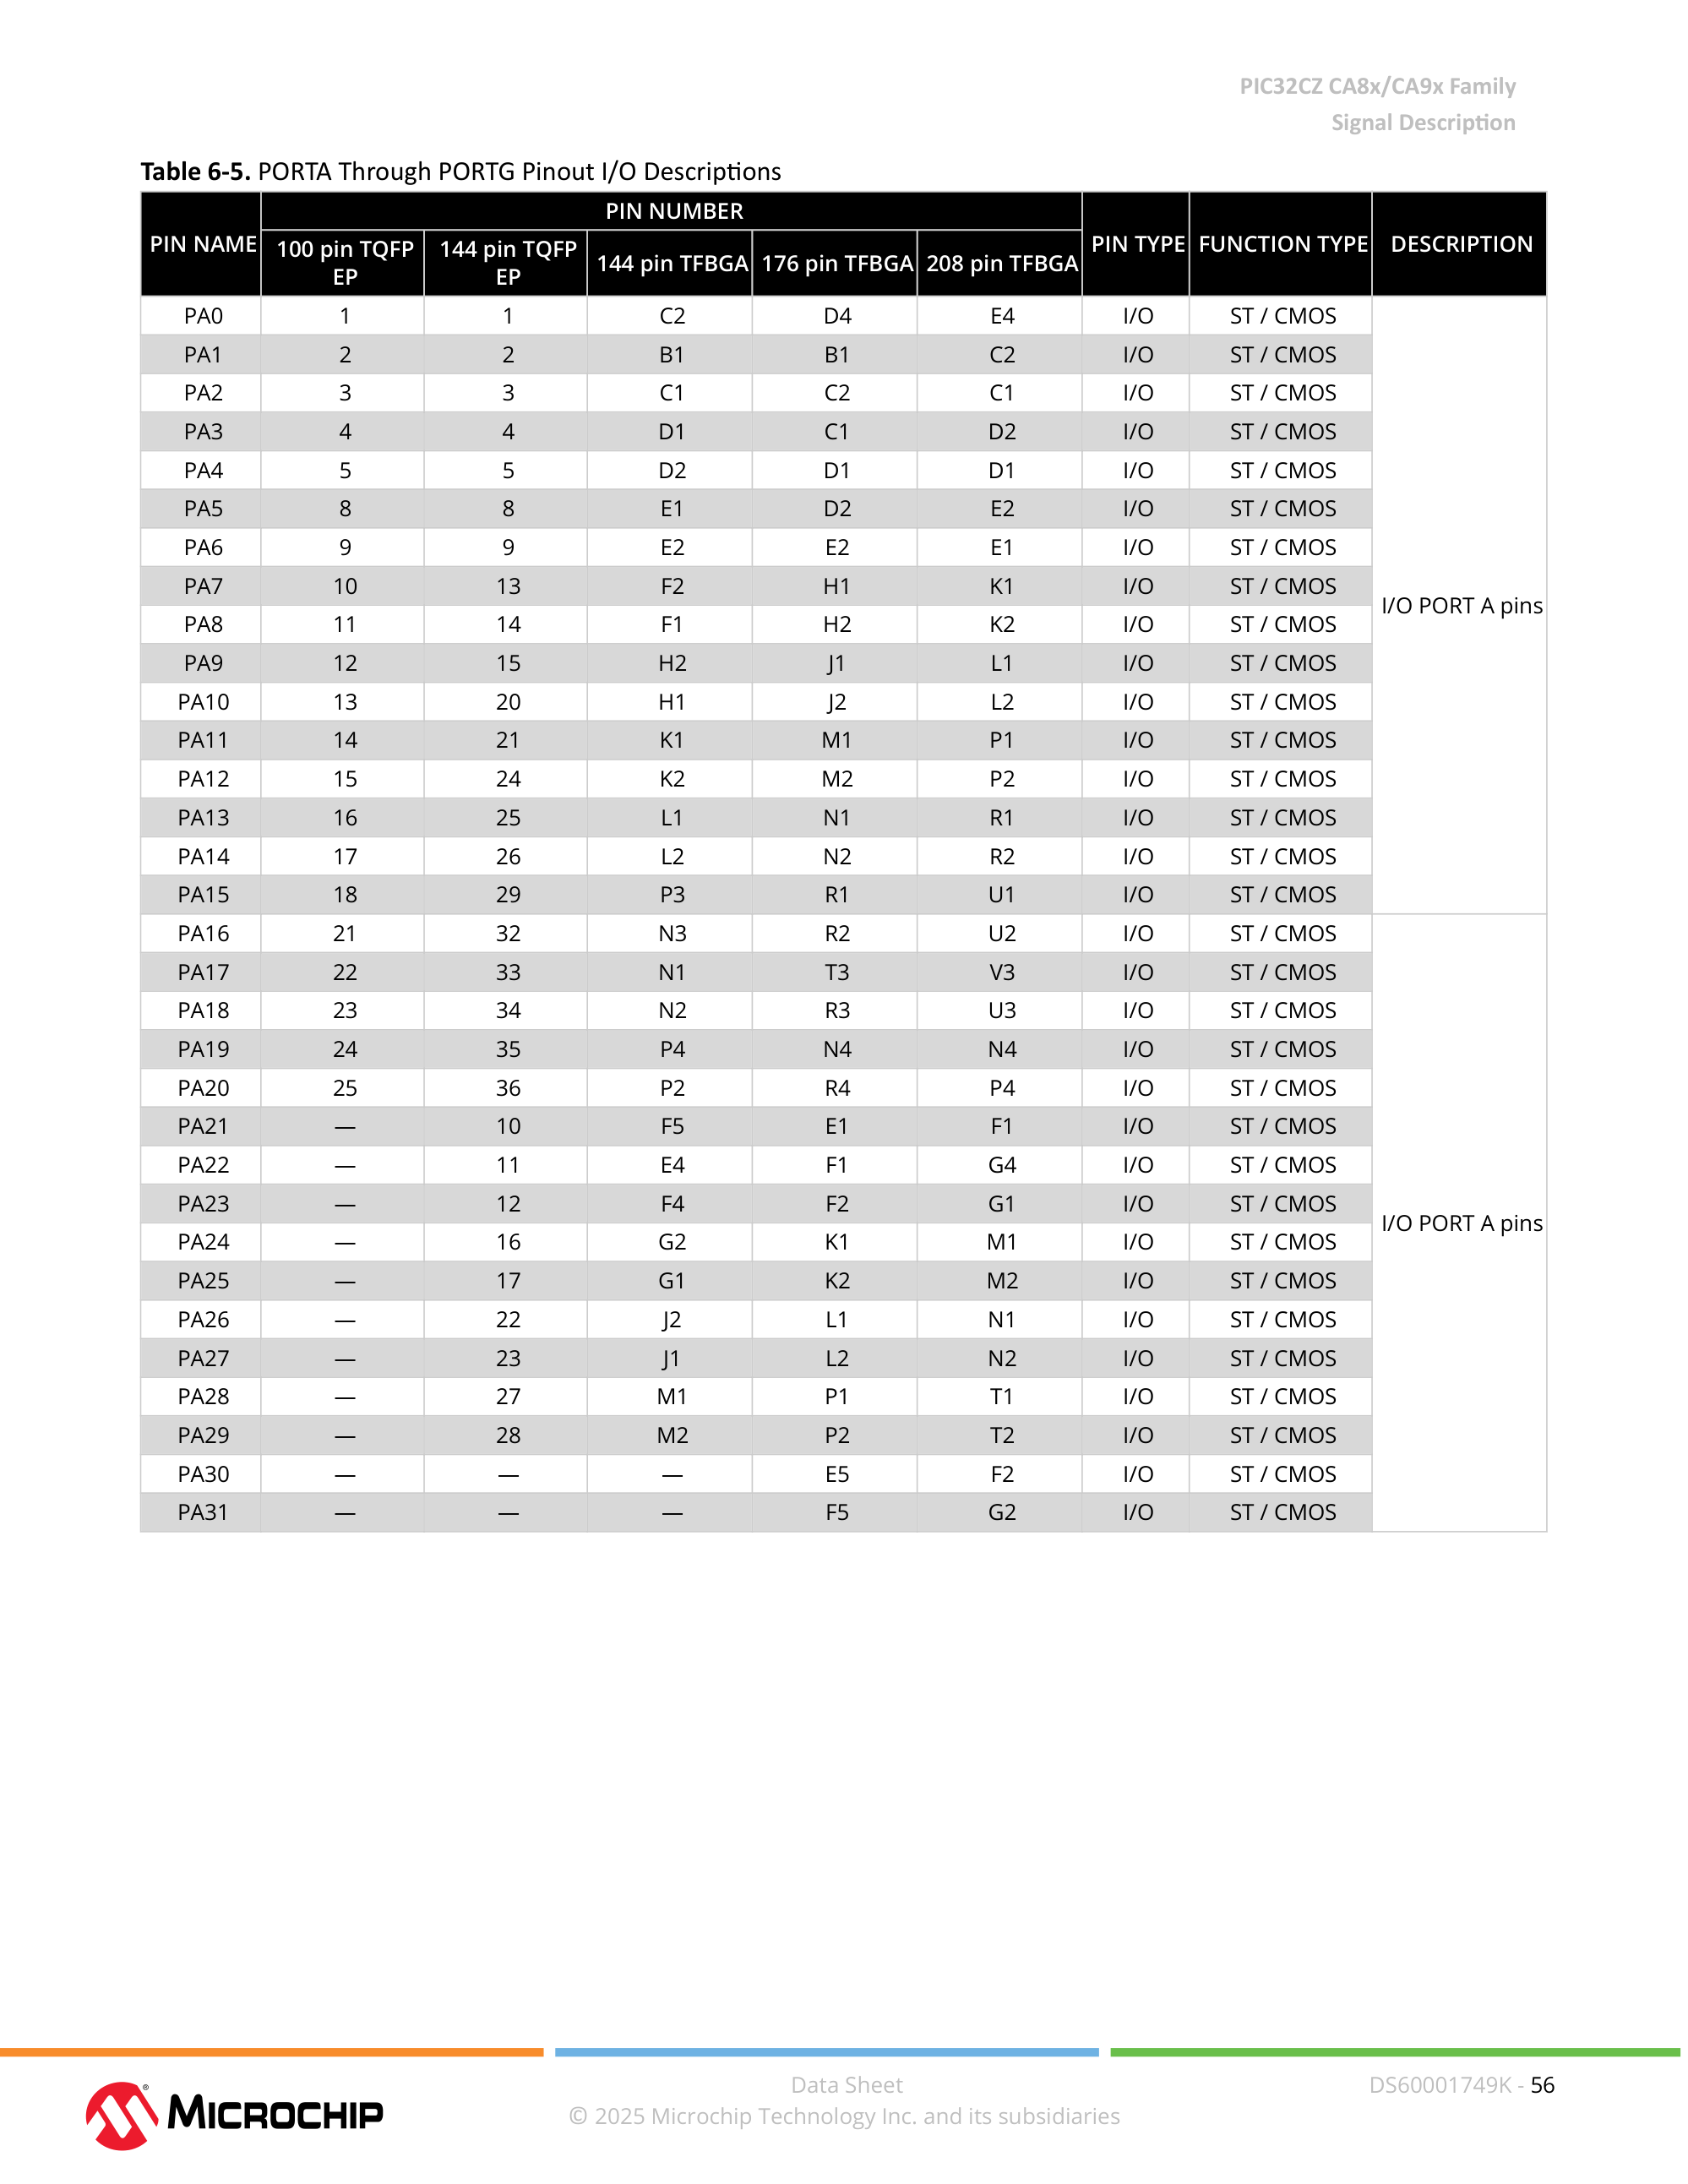 PIC32CZ CA8x/CA9x Family
Signal Description
Table 6-5. PORTA Through PORTG Pinout I/O Descriptions
PIN NAME PIN NUMBER PIN TYPE FUNCTION TYPE DESCRIPTION
100 pin TQFP EP 144 pin TQFP EP 144 pin TFBGA 176 pin TFBGA 208 pin TFBGA
PA0 1 1 C2 D4 E4 I/O ST / CMOS
PA1 2 2 B1 B1 C2 I/O ST / CMOS
PA2 3 3 C1 C2 C1 I/O ST / CMOS
PA3 4 4 D1 C1 D2 I/O ST / CMOS
PA4 5 5 D2 D1 D1 I/O ST / CMOS
PA5 8 8 E1 D2 E2 I/O ST / CMOS
PA6 9 9 E2 E2 E1 I/O ST / CMOS
PA7 10 13 F2 H1 K1 I/O ST / CMOS
I/O PORT A pins
PA8 11 14 F1 H2 K2 I/O ST / CMOS
PA9 12 15 H2 J1 L1 I/O ST / CMOS
PA10 13 20 H1 J2 L2 I/O ST / CMOS
PA11 14 21 K1 M1 P1 I/O ST / CMOS
PA12 15 24 K2 M2 P2 I/O ST / CMOS
PA13 16 25 L1 N1 R1 I/O ST / CMOS
PA14 17 26 L2 N2 R2 I/O ST / CMOS
PA15 18 29 P3 R1 U1 I/O ST / CMOS
PA16 21 32 N3 R2 U2 I/O ST / CMOS
PA17 22 33 N1 T3 V3 I/O ST / CMOS
PA18 23 34 N2 R3 U3 I/O ST / CMOS
PA19 24 35 P4 N4 N4 I/O ST / CMOS
PA20 25 36 P2 R4 P4 I/O ST / CMOS
PA21 — 10 F5 E1 F1 I/O ST / CMOS
PA22 — 11 E4 F1 G4 I/O ST / CMOS
PA23 — 12 F4 F2 G1 I/O ST / CMOS
I/O PORT A pins
PA24 — 16 G2 K1 M1 I/O ST / CMOS
PA25 — 17 G1 K2 M2 I/O ST / CMOS
PA26 — 22 J2 L1 N1 I/O ST / CMOS
PA27 — 23 J1 L2 N2 I/O ST / CMOS
PA28 — 27 M1 P1 T1 I/O ST / CMOS
PA29 — 28 M2 P2 T2 I/O ST / CMOS
PA30 — — — E5 F2 I/O ST / CMOS
PA31 — — — F5 G2 I/O ST / CMOS
MICROCHIP®
Data Sheet
© 2025 Microchip Technology Inc. and its subsidiaries
DS60001749K - 56